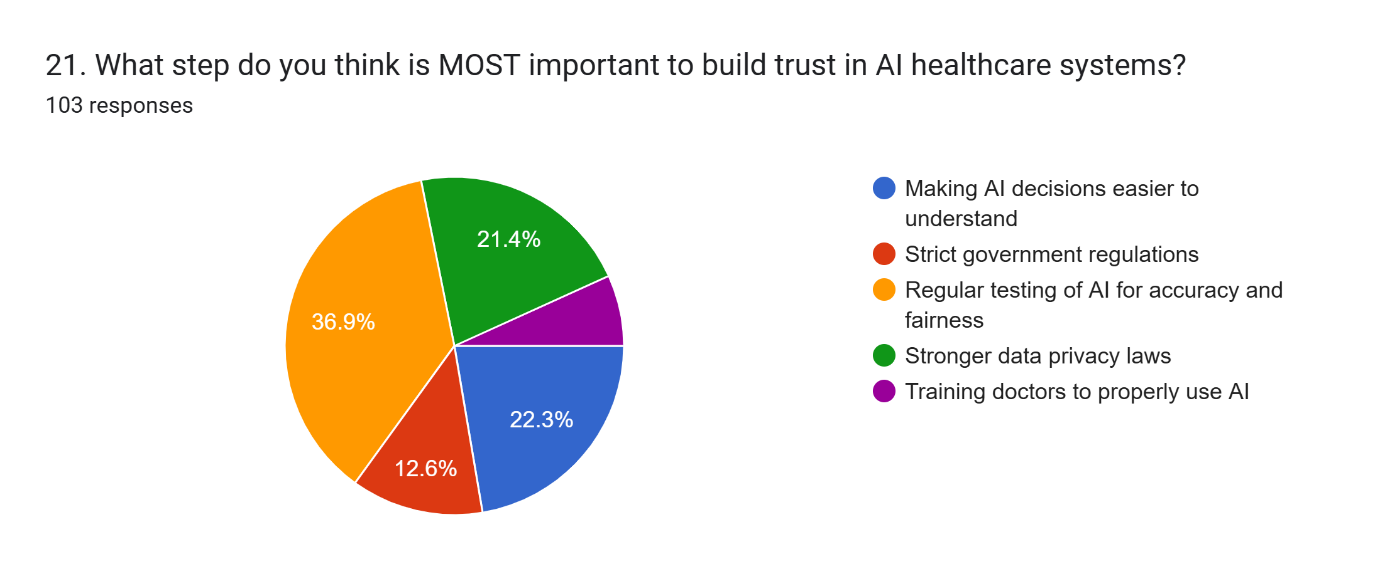 21. What step do you think is MOST important to build trust in AI healthcare systems?
103 responses
21.4%
36.9%
22.3%
12.6%
Making AI decisions easier to
understand
Strict government regulations
Regular testing of AI for accuracy and
fairness
Stronger data privacy laws
Training doctors to properly use AI